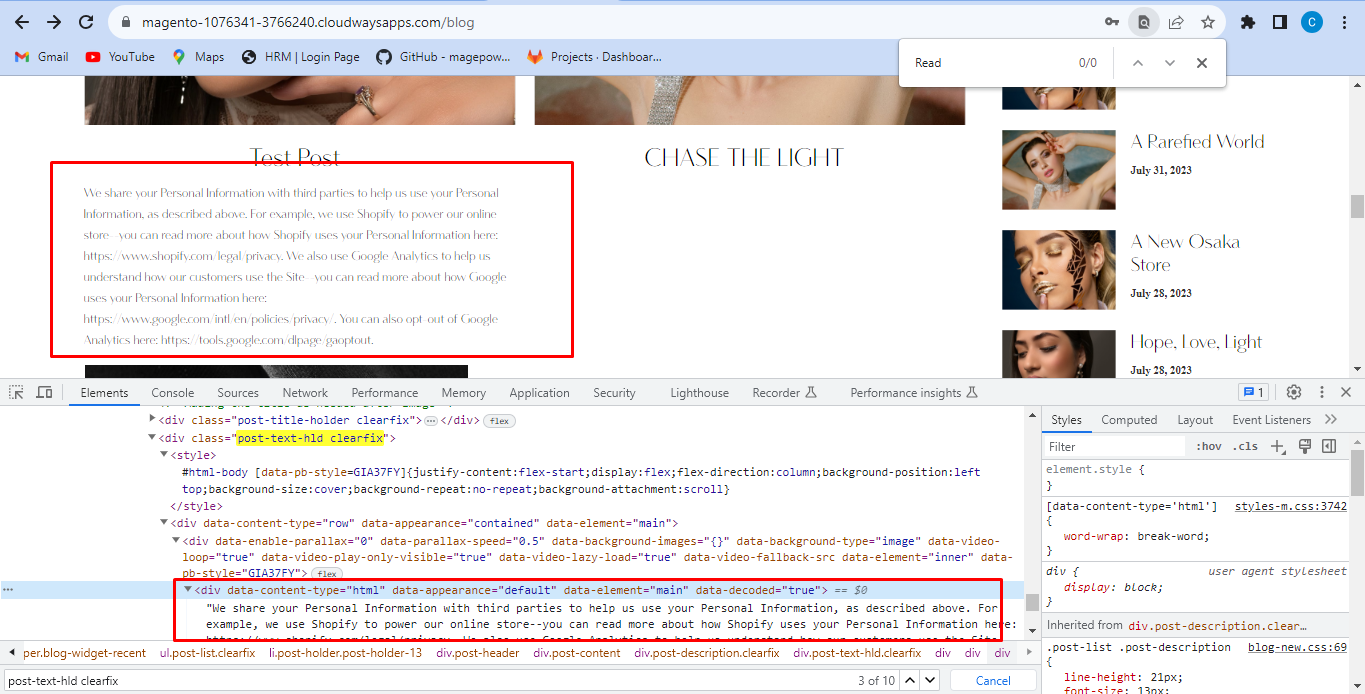 magento-1076341-3766240.cloudwaysapps.com/blog
C
Gmail YouTube Maps HRM | Login Page GitHub - magepow... Projects · Dashboar...
Read 0/0
Test Post
CHASE THE LIGHT
We share your Personal Information with third parties to help us use your Personal
Information, as described above. For example, we use Shopify to power our online
store--you can read more about how Shopify uses your Personal Information here:
https://www.shopify.com/legal/privacy. We also use Google Analytics to help us
understand how our customers use the Site--you can read more about how Google
uses your Personal Information here:
https://www.google.com/intl/en/policies/privacy/. You can also opt-out of Google
Analytics here: https://tools.google.com/dlpage/gaoptout.
A Rarefied World
July 31, 2023
A New Osaka
Store
July 28, 2023
Hope, Love, Light
July 28, 2023
Elements Console Sources Network Performance Memory Application Security Lighthouse Recorder Performance insights 1
<div class="post-title-holder clearfix">…</div> flex
<div class="post-text-hld clearfix">
<style>
#html-body [data-pb-style=GIA37FY]{justify-content:flex-start;display:flex;flex-direction:column;background-position:left
top;background-size:cover;background-repeat:no-repeat;background-attachment:scroll}
</style>
<div data-content-type="row" data-appearance="contained" data-element="main">
<div data-enable-parallax="0" data-parallax-speed="0.5" data-background-images="{}" data-background-type="image" data-video-
loop="true" data-video-play-only-visible="true" data-video-lazy-load="true" data-video-fallback-src data-element="inner" data-
pb-style="GIA37FY"> flex
<div data-content-type="html" data-appearance="default" data-element="main" data-decoded="true"> == $0
"We share your Personal Information with third parties to help us use your Personal Information, as described above. For
example, we use Shopify to power our online store--you can read more about how Shopify uses your Personal Information here:
per.blog-widget-recent ul.post-list.clearfix li.post-holder.post-holder-13 div.post-header div.post-content div.post-description.clearfix div.post-text-hld.clearfix div div div
post-text-hld clearfix 3 of 10 Cancel
Styles Computed Layout Event Listeners
Filter :hov .cls
element.style {
}
[data-content-type='html'] styles-m.css:3742
{
word-wrap: break-word;
}
div { user agent stylesheet
display: block;
}
Inherited from div.post-description.clear…
.post-list .post-description blog-new.css:69
{
line-height: 21px;
font-size: 13px;